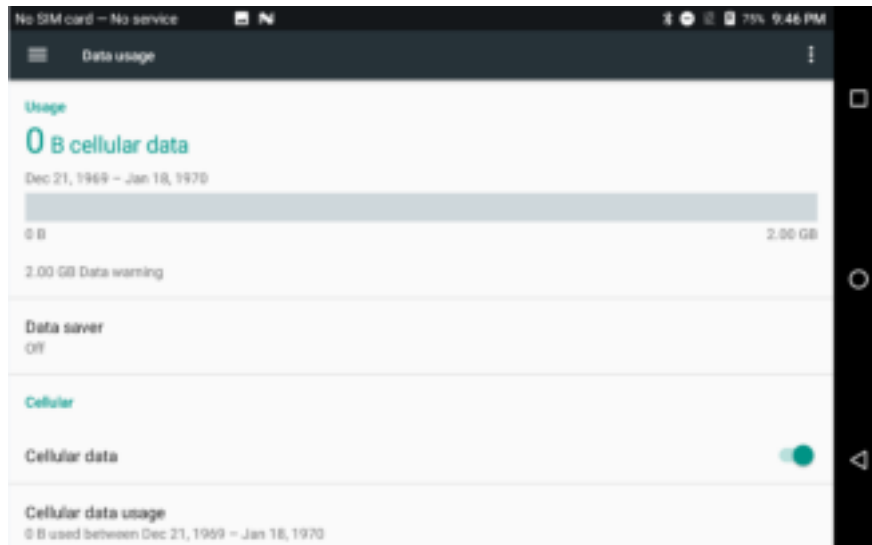 No SIM card — No service 75% 9:46 PM
Data usage
Usage
0 B cellular data
Dec 21, 1969 – Jan 18, 1970
0 B 2.00 GB
2.00 GB Data warning
Data saver
Off
Cellular
Cellular data
Cellular data usage
0 B used between Dec 21, 1969 – Jan 18, 1970